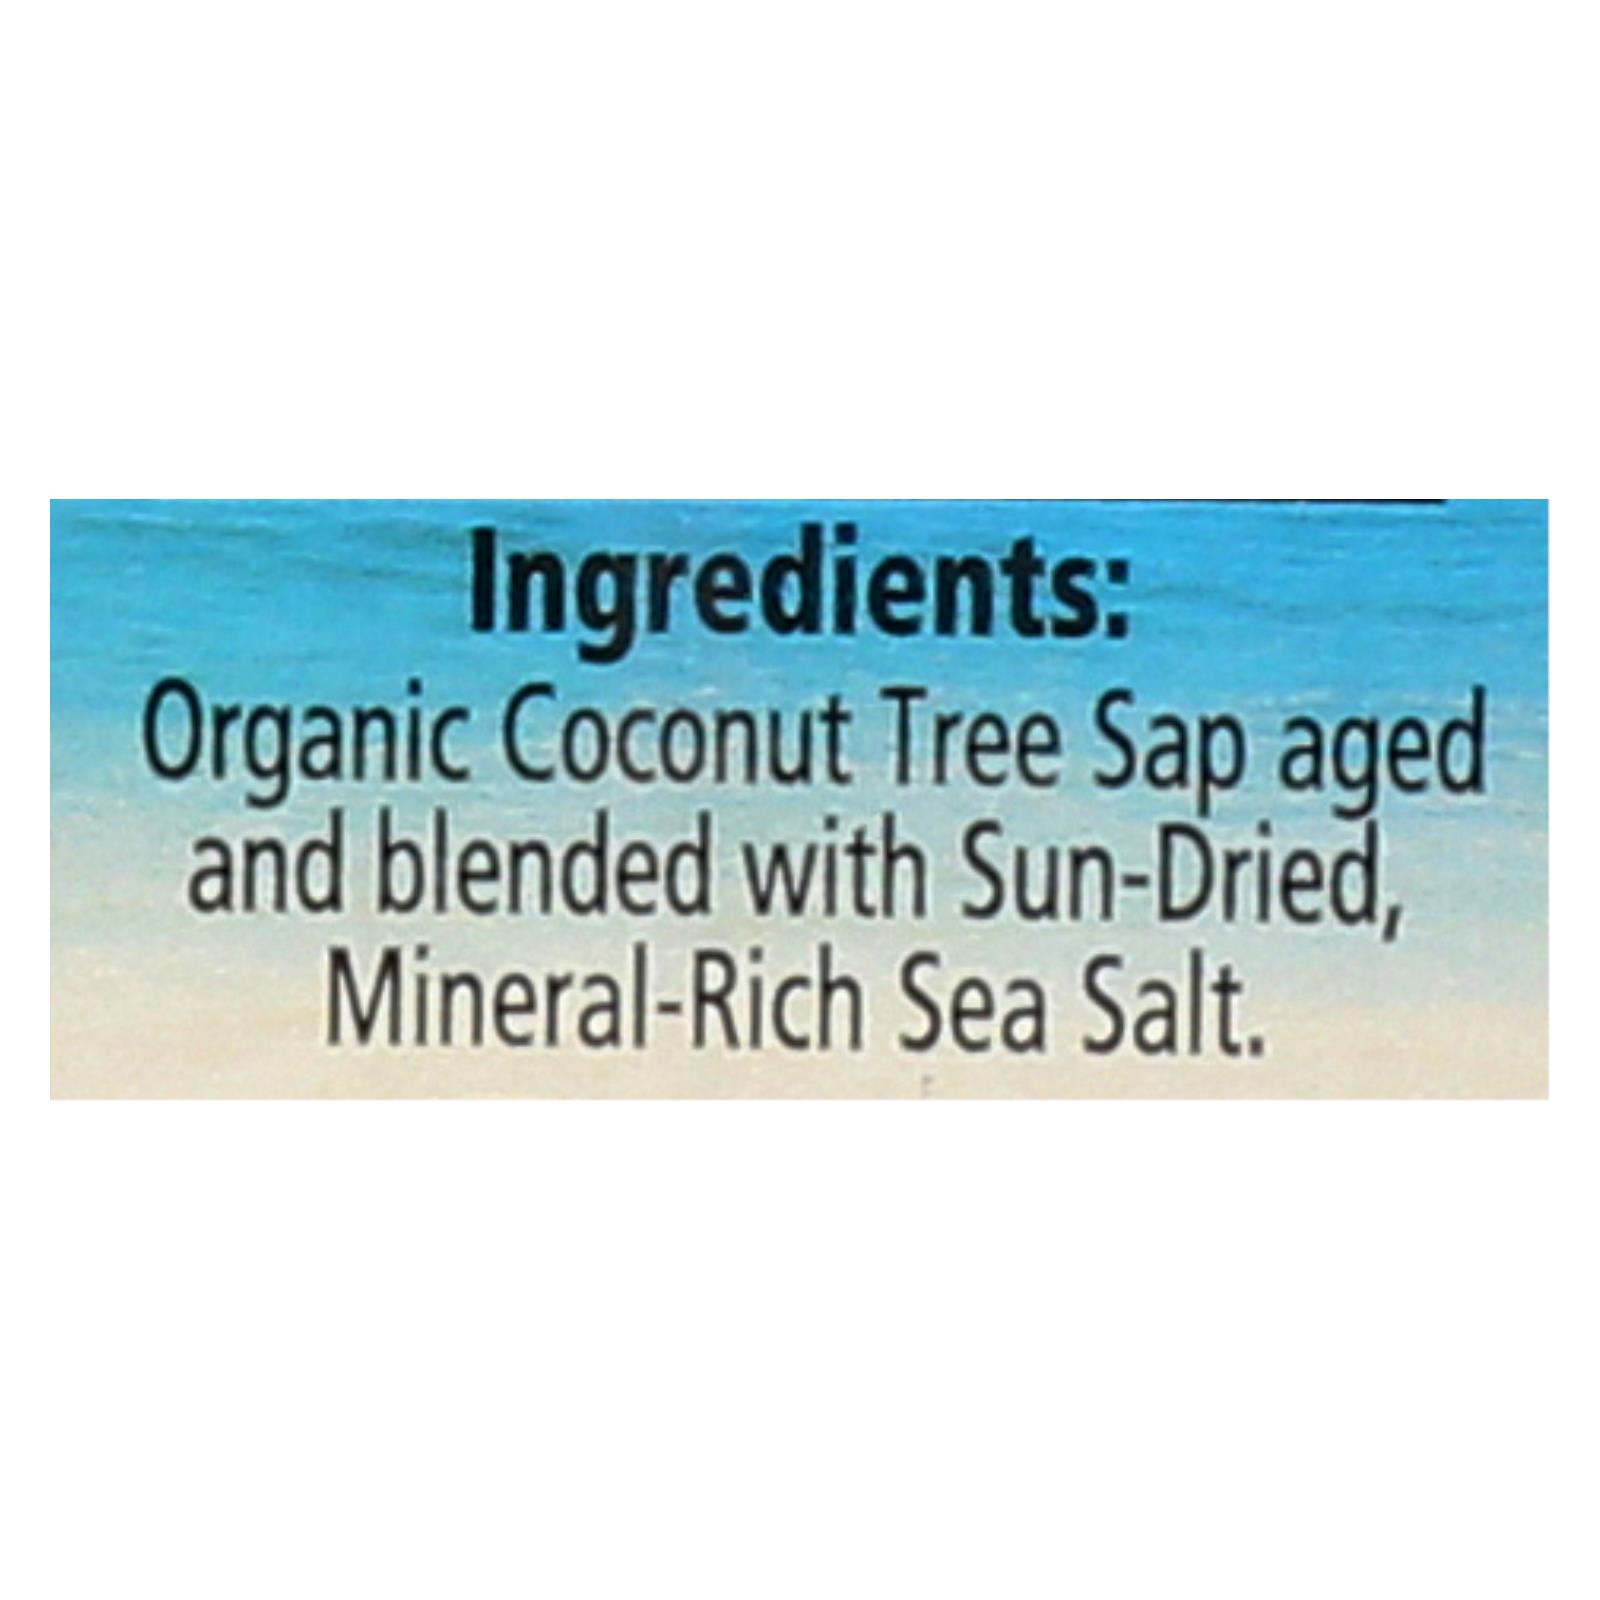 Ingredients:
Organic Coconut Tree Sap aged
and blended with Sun-Dried,
Mineral-Rich Sea Salt.